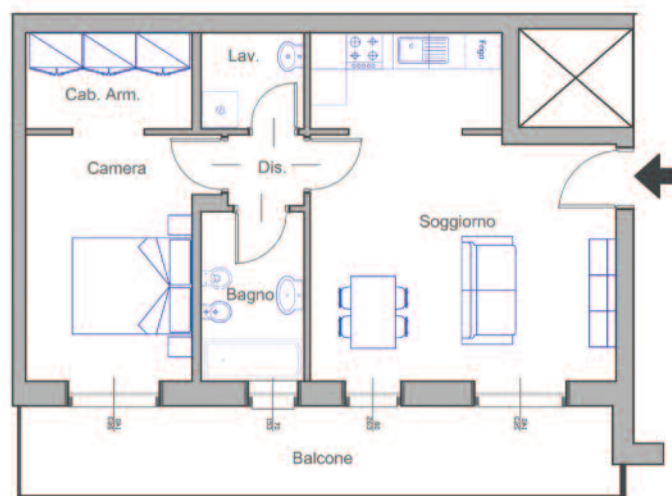 Lav.
Frigo
Cab. Arm.
Camera
Dis.
Soggiorno
Bagno
Balcone